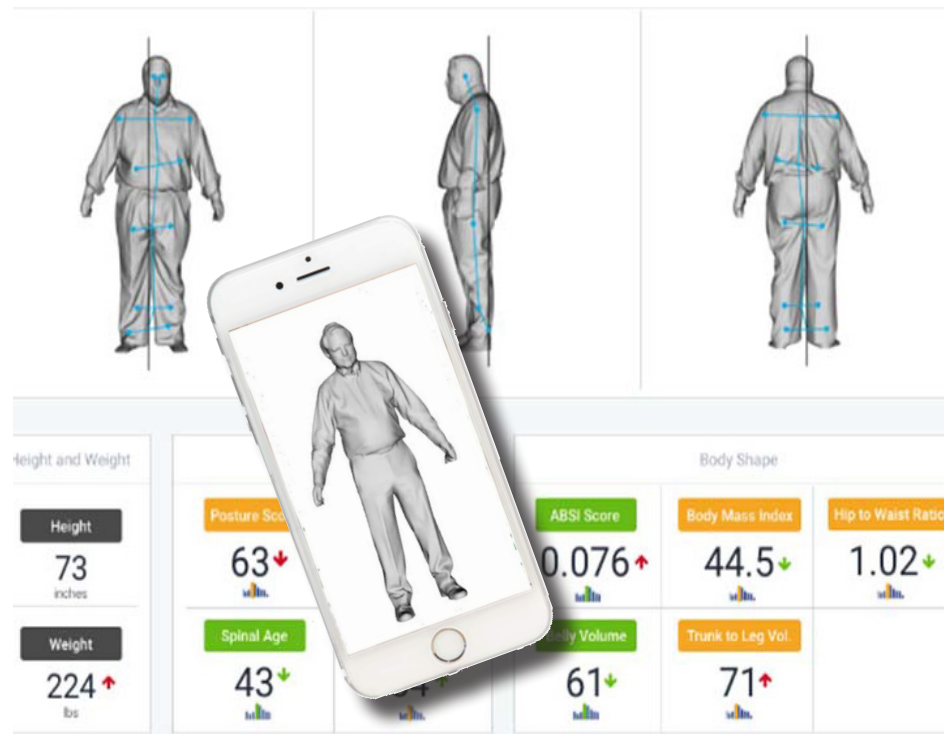 Height and Weight
Body Shape
Height
73
inches
Posture
63
ABSI Score
0.076
Body Mass Index
44.5
Hip to Waist Ratio
1.02
Weight
224
lbs
Spinal Age
43
Belly Volume
61
Trunk to Leg Vol.
71